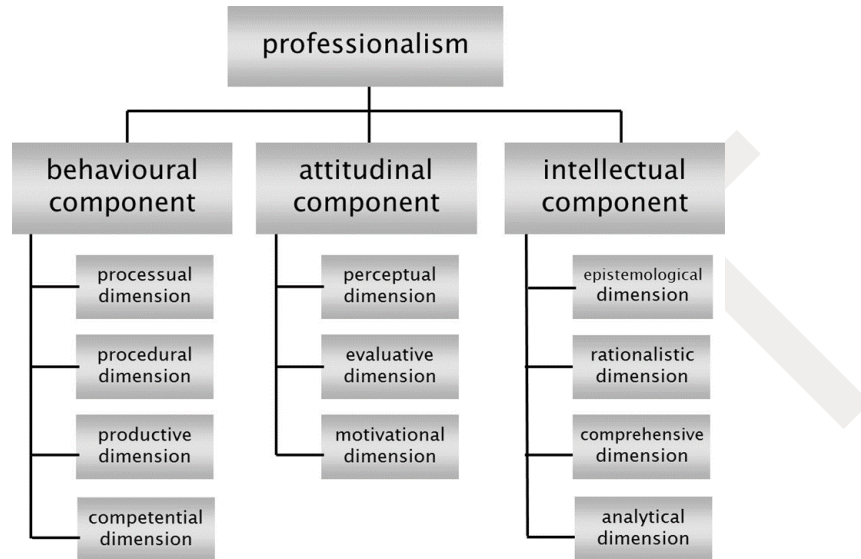 professionalism
behavioural
component
processual
dimension
procedural
dimension
productive
dimension
competential
dimension
attitudinal
component
perceptual
dimension
evaluative
dimension
motivational
dimension
intellectual
component
epistemological
dimension
rationalistic
dimension
comprehensive
dimension
analytical
dimension